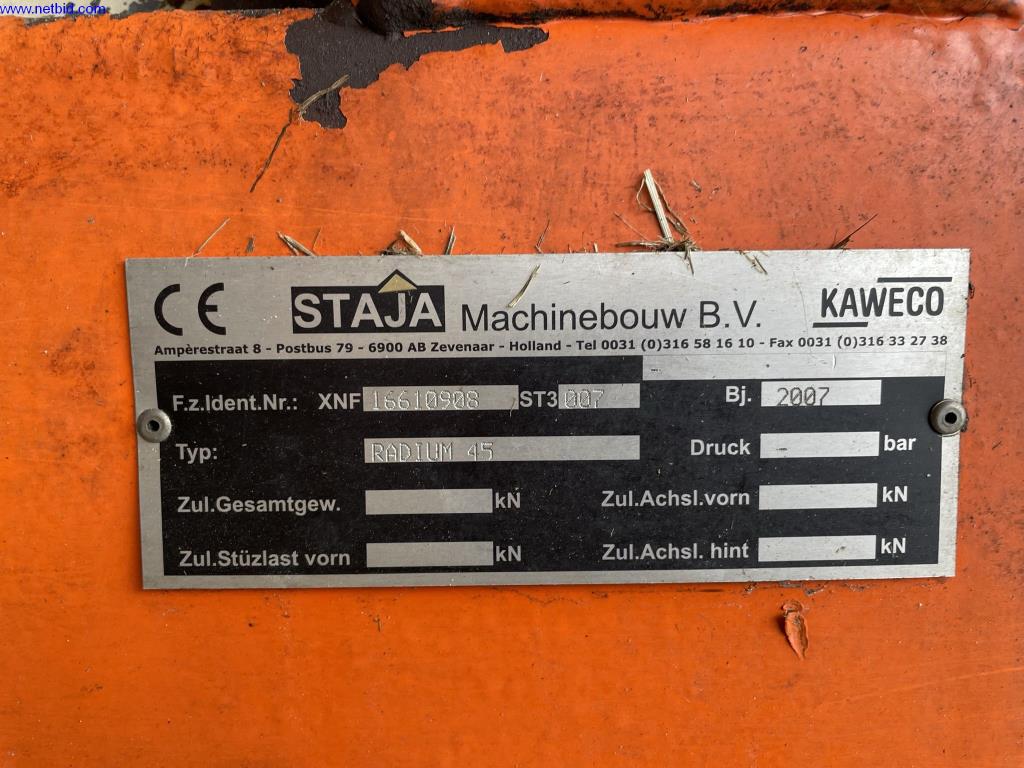 www.netbid.com
CE STAJA Machinebouw B.V. KAWECO
Ampèrestraat 8 - Postbus 79 - 6900 AB Zevenaar - Holland - Tel 0031 (0)316 58 16 10 - Fax 0031 (0)316 33 27 38
F.z.Ident.Nr.: XNF 16610908 ST3 007 Bj. 2007
Typ: RADIUM 45 Druck bar
Zul.Gesamtgew. kN Zul.Achsl.vorn kN
Zul.Stüzlast vorn kN Zul.Achsl. hint kN